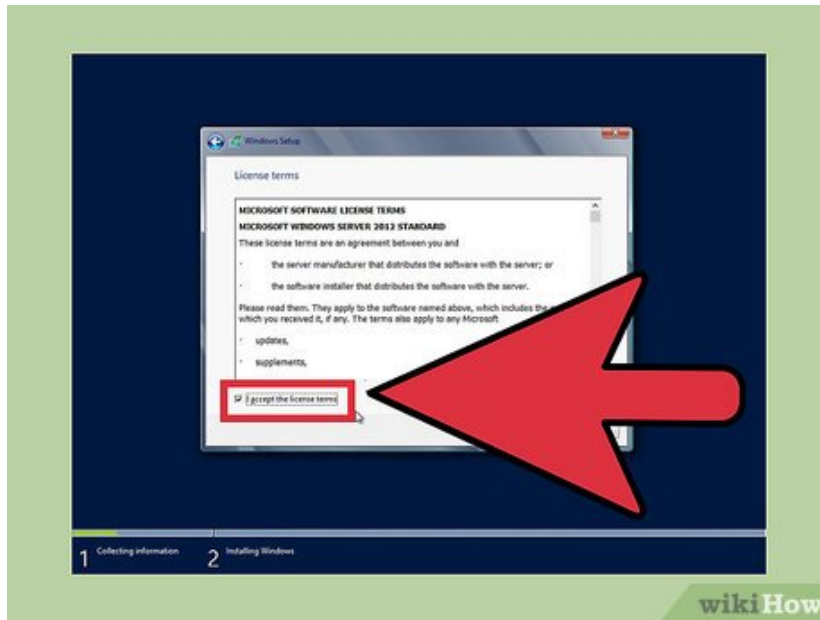 Windows Setup
License terms
MICROSOFT SOFTWARE LICENSE TERMS
MICROSOFT WINDOWS SERVER 2012 STANDARD
These license terms are an agreement between you and
· the server manufacturer that distributes the software with the server; or
· the software installer that distributes the software with the server.
Please read them. They apply to the software named above, which includes the
which you received it, if any. The terms also apply to any Microsoft
· updates,
· supplements,
I accept the license terms
1 Collecting information 2 Installing Windows
wikiHow